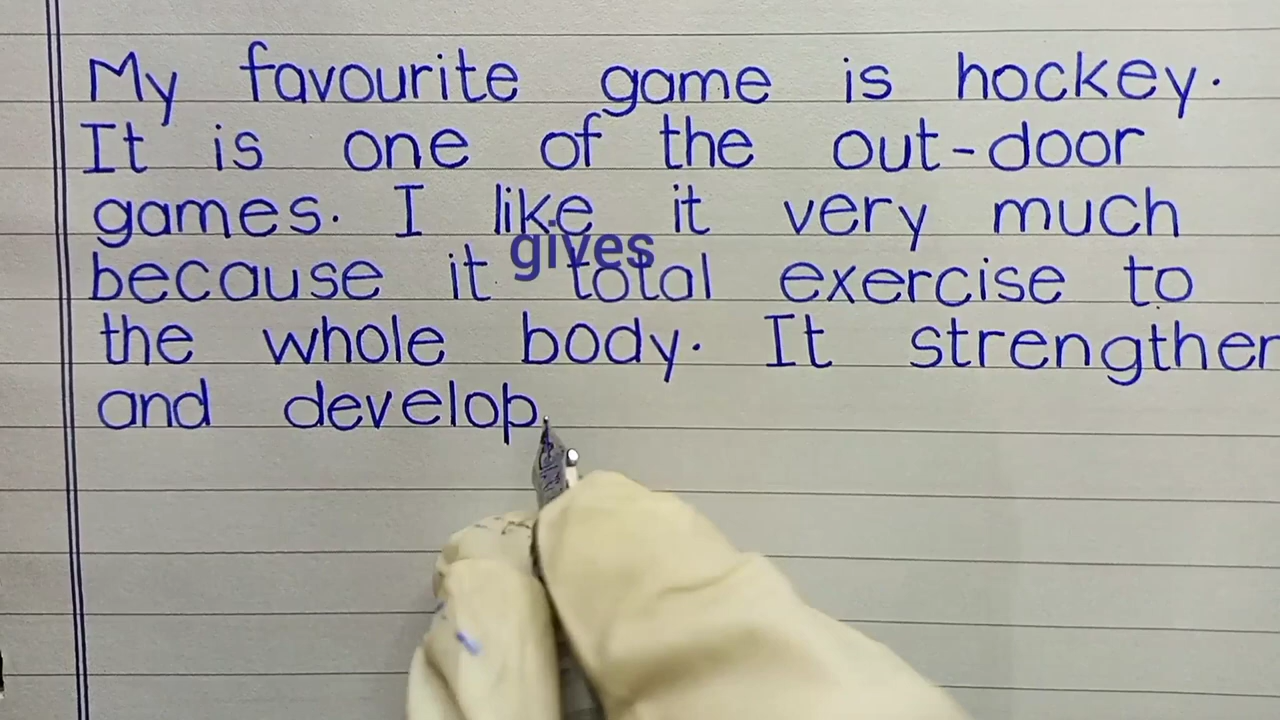 My favourite game is hockey.
It is one of the out-door
games. I like it very much
gives
because it total exercise to
the whole body. It strengthen
and develop